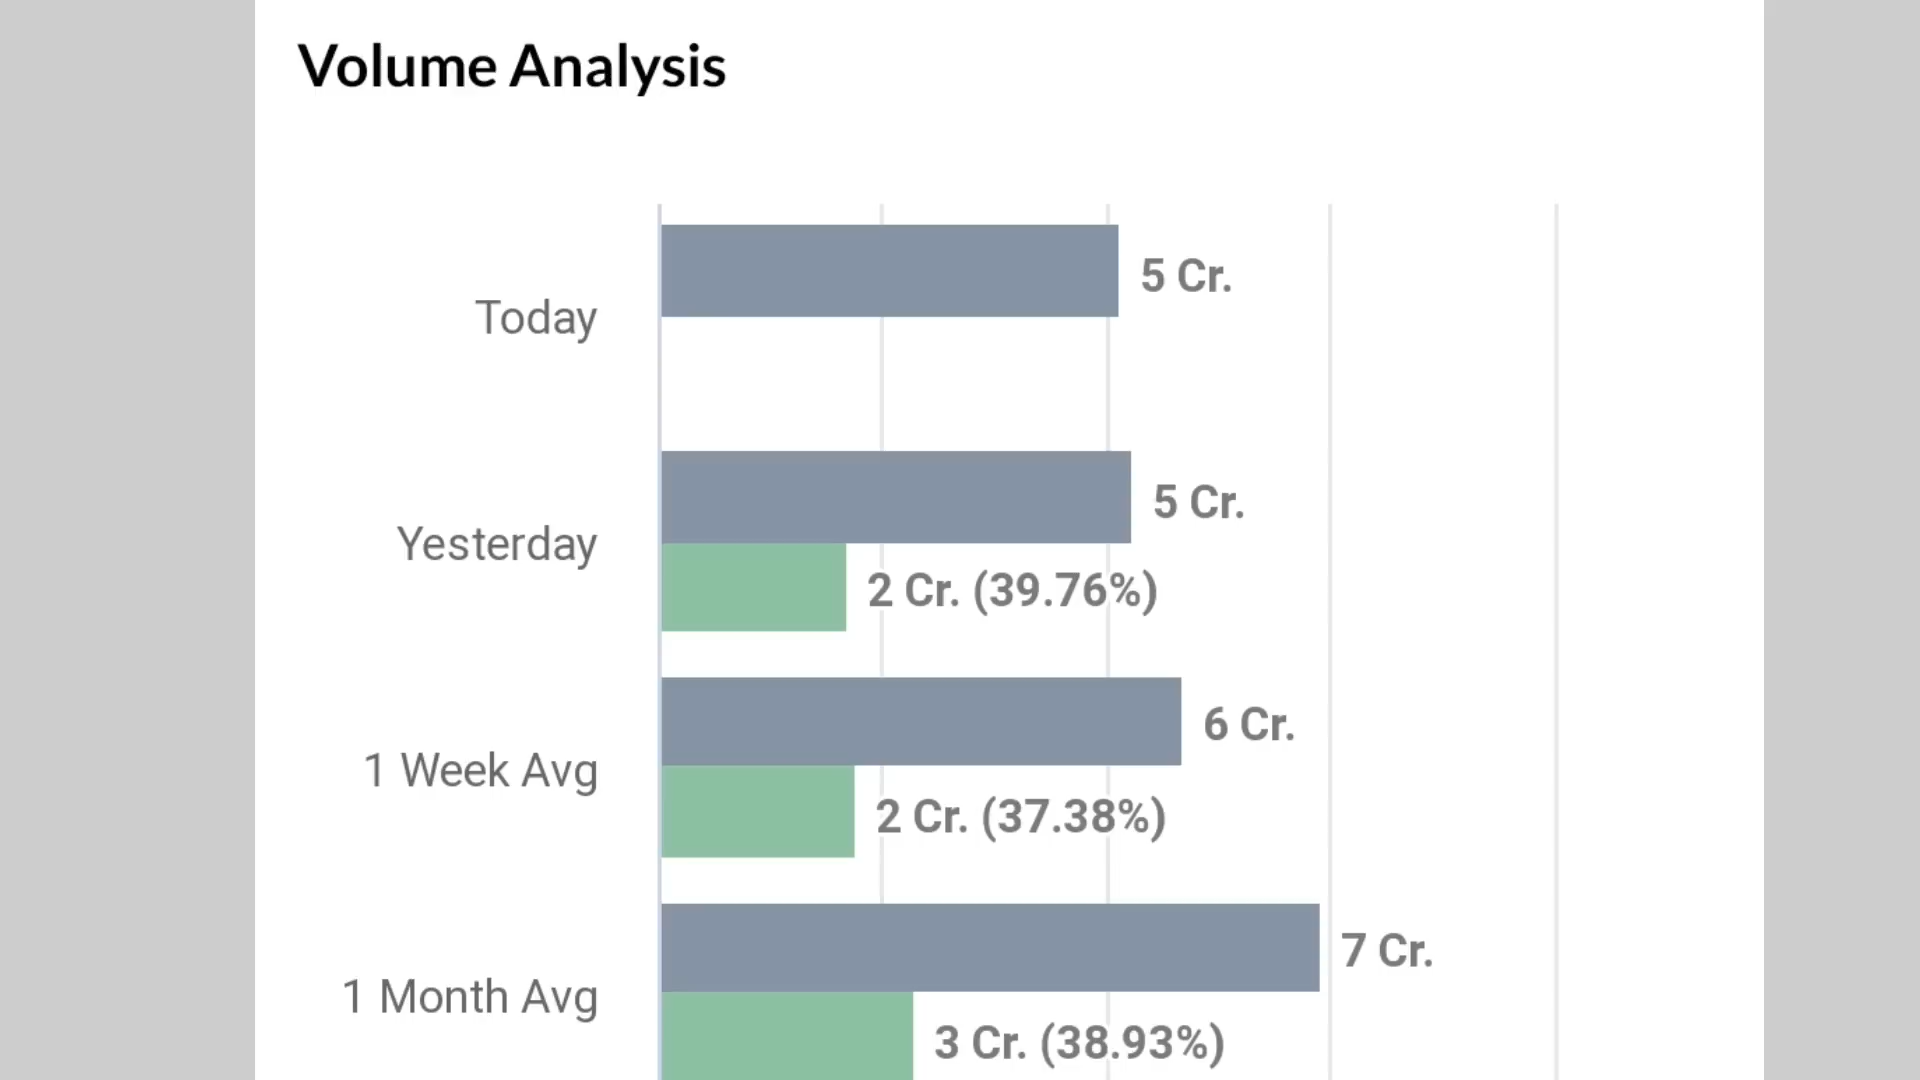 Volume Analysis
Today
5 Cr.
Yesterday
5 Cr.
2 Cr. (39.76%)
1 Week Avg
6 Cr.
2 Cr. (37.38%)
1 Month Avg
7 Cr.
3 Cr. (38.93%)